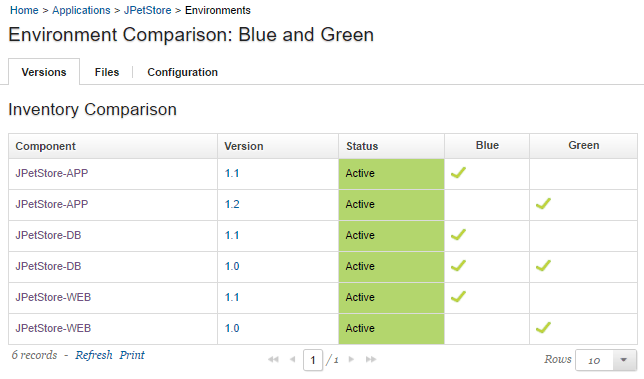 Home > Applications > JPetStore > Environments
Environment Comparison: Blue and Green
Versions Files Configuration
Inventory Comparison
Component Version Status Blue Green
JPetStore-APP 1.1 Active
JPetStore-APP 1.2 Active
JPetStore-DB 1.1 Active
JPetStore-DB 1.0 Active
JPetStore-WEB 1.1 Active
JPetStore-WEB 1.0 Active
6 records - Refresh Print 1 / 1 Rows 10